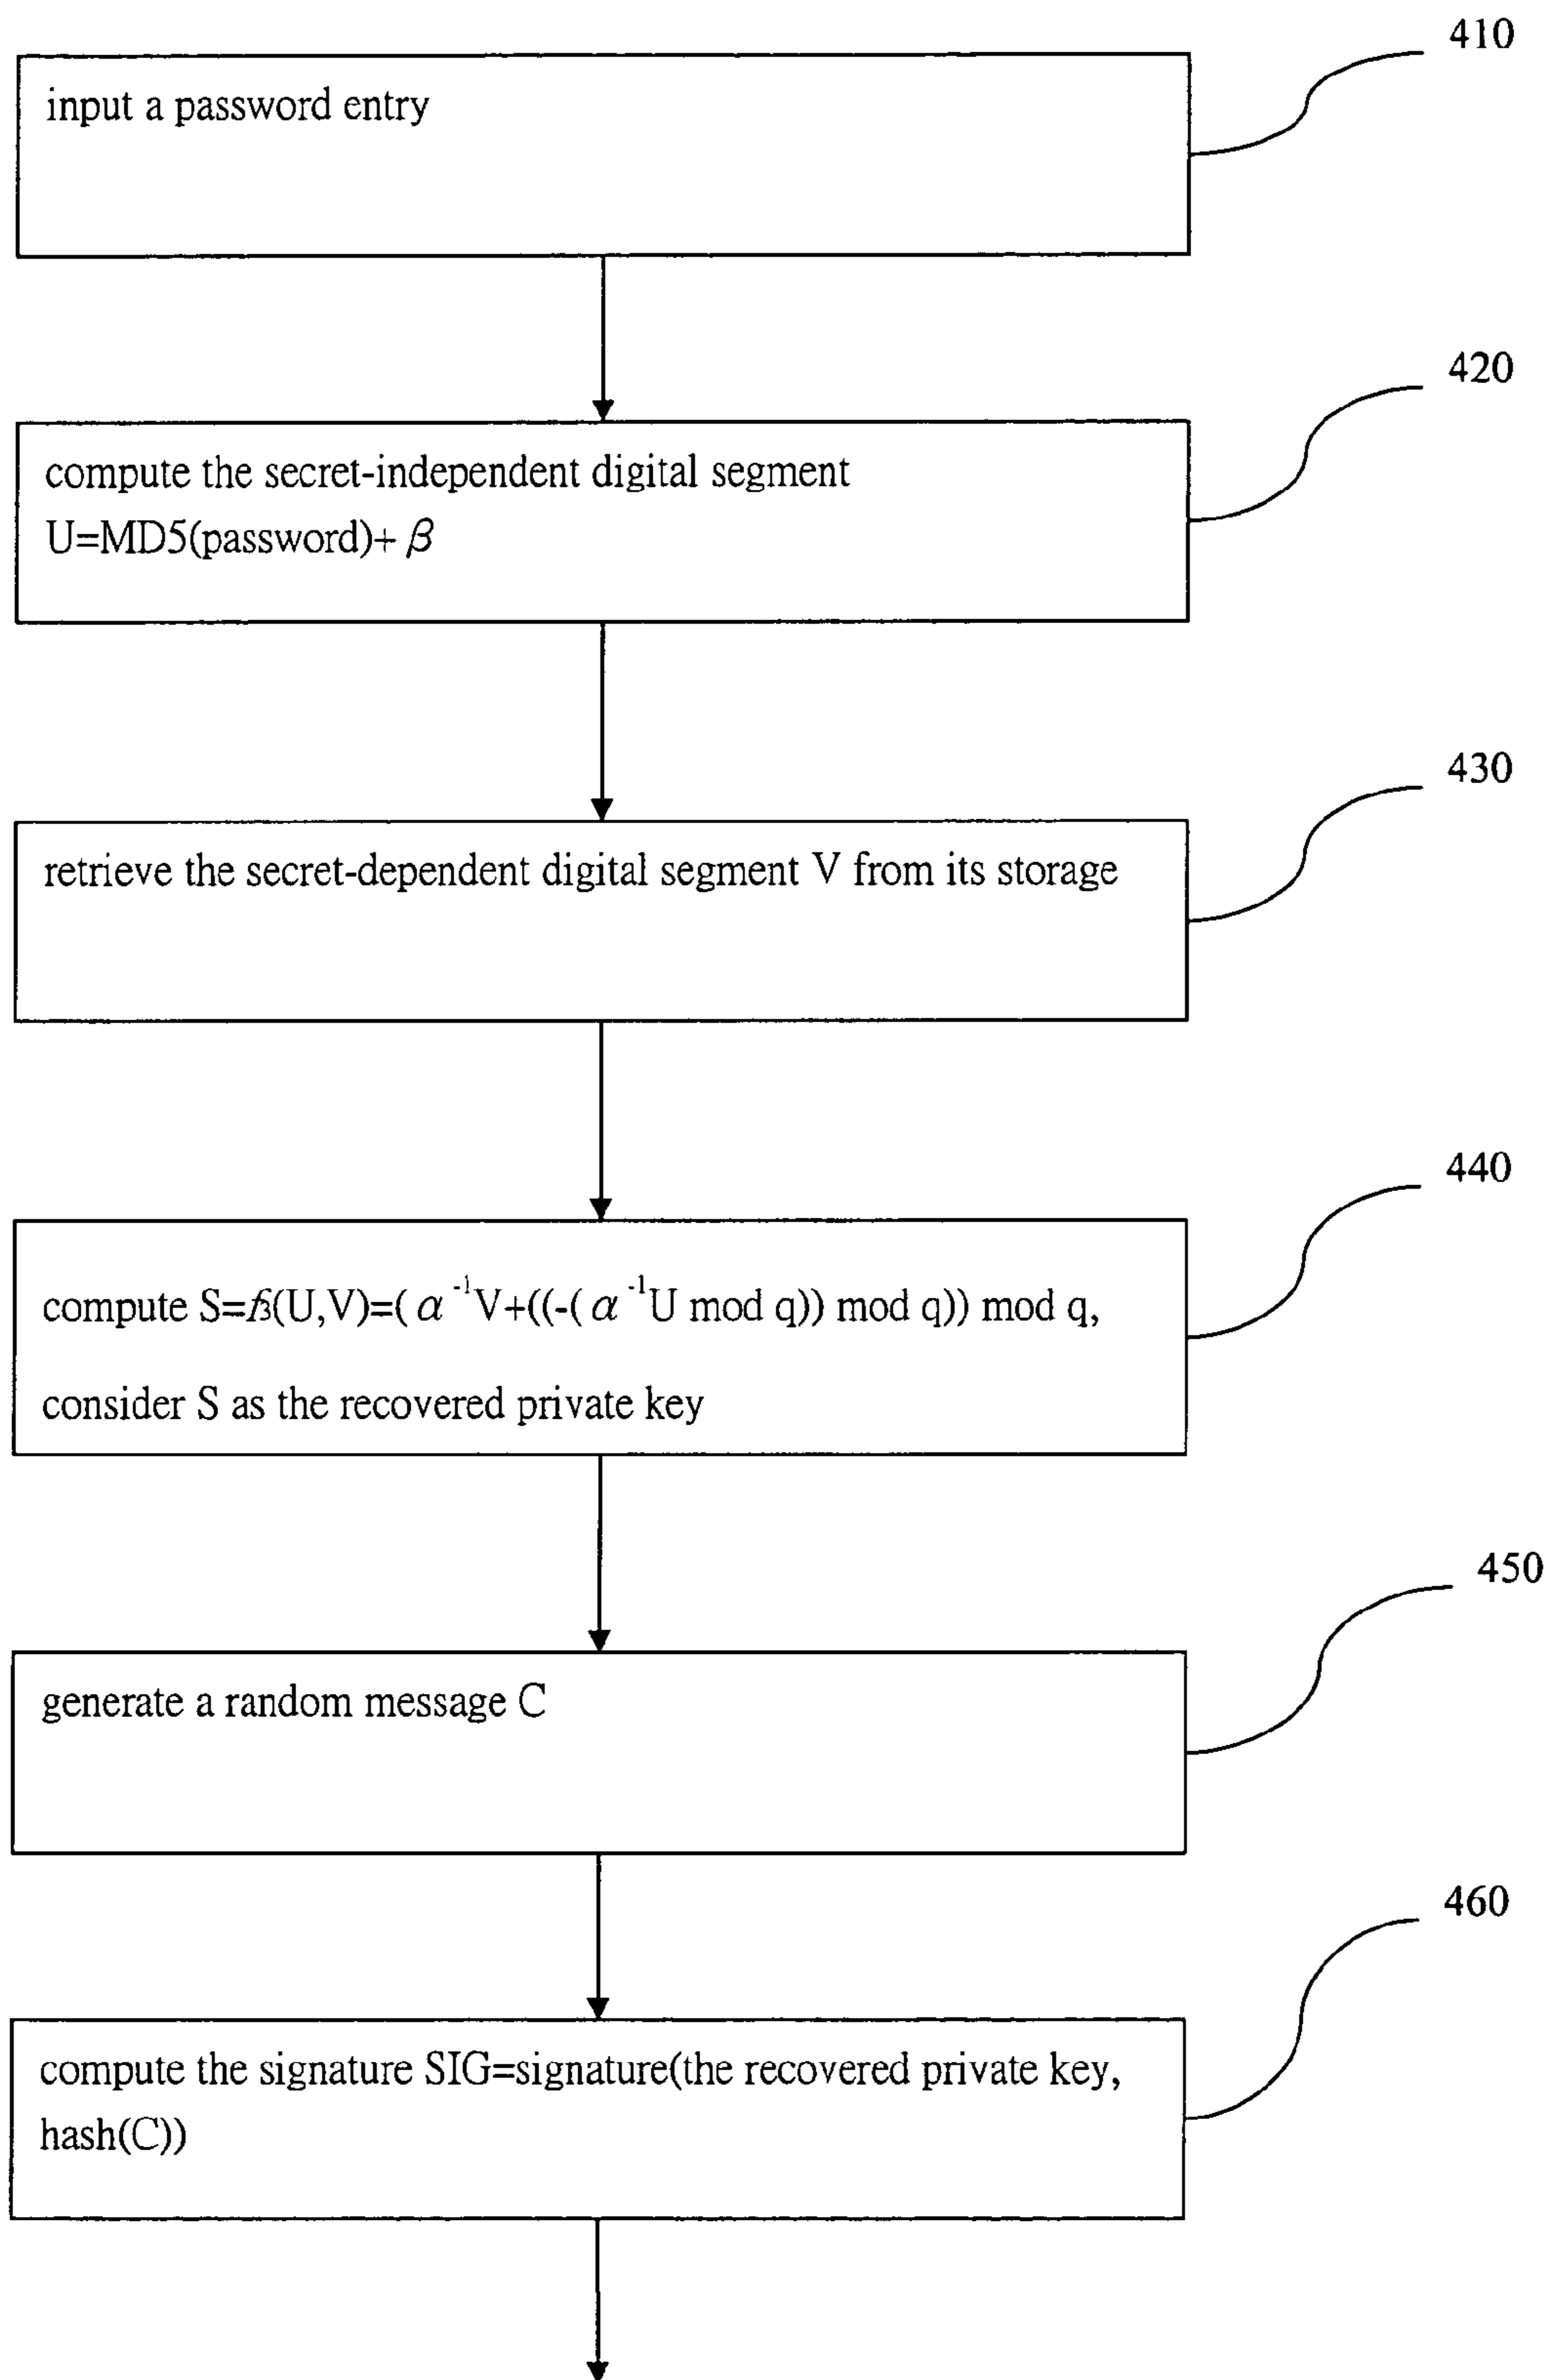 410
input a password entry
420
compute the secret-independent digital segment
U=MD5(password)+ β
430
retrieve the secret-dependent digital segment V from its storage
440
compute S=f3(U,V)=( α ⁻¹V+((-( α ⁻¹U mod q)) mod q)) mod q,
consider S as the recovered private key
450
generate a random message C
460
compute the signature SIG=signature(the recovered private key,
hash(C))